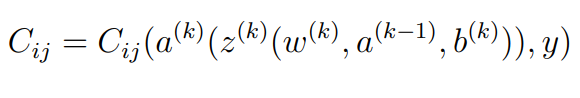 $C_{ij} = C_{ij}(a^{(k)}(z^{(k)}(w^{(k)}, a^{(k-1)}, b^{(k)})), y)$